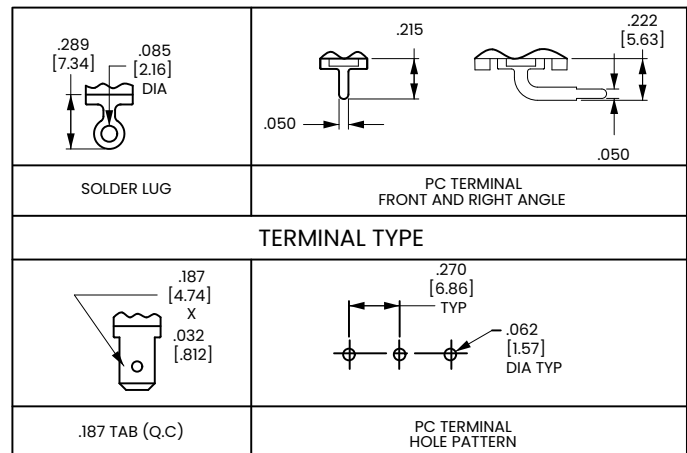 .289
[7.34]
.085
[2.16]
DIA
.215
.050
.222
[5.63]
.050
SOLDER LUG
PC TERMINAL
FRONT AND RIGHT ANGLE
TERMINAL TYPE
.187
[4.74]
X
.032
[.812]
.270
[6.86]
TYP
.062
[1.57]
DIA TYP
.187 TAB (Q.C)
PC TERMINAL
HOLE PATTERN